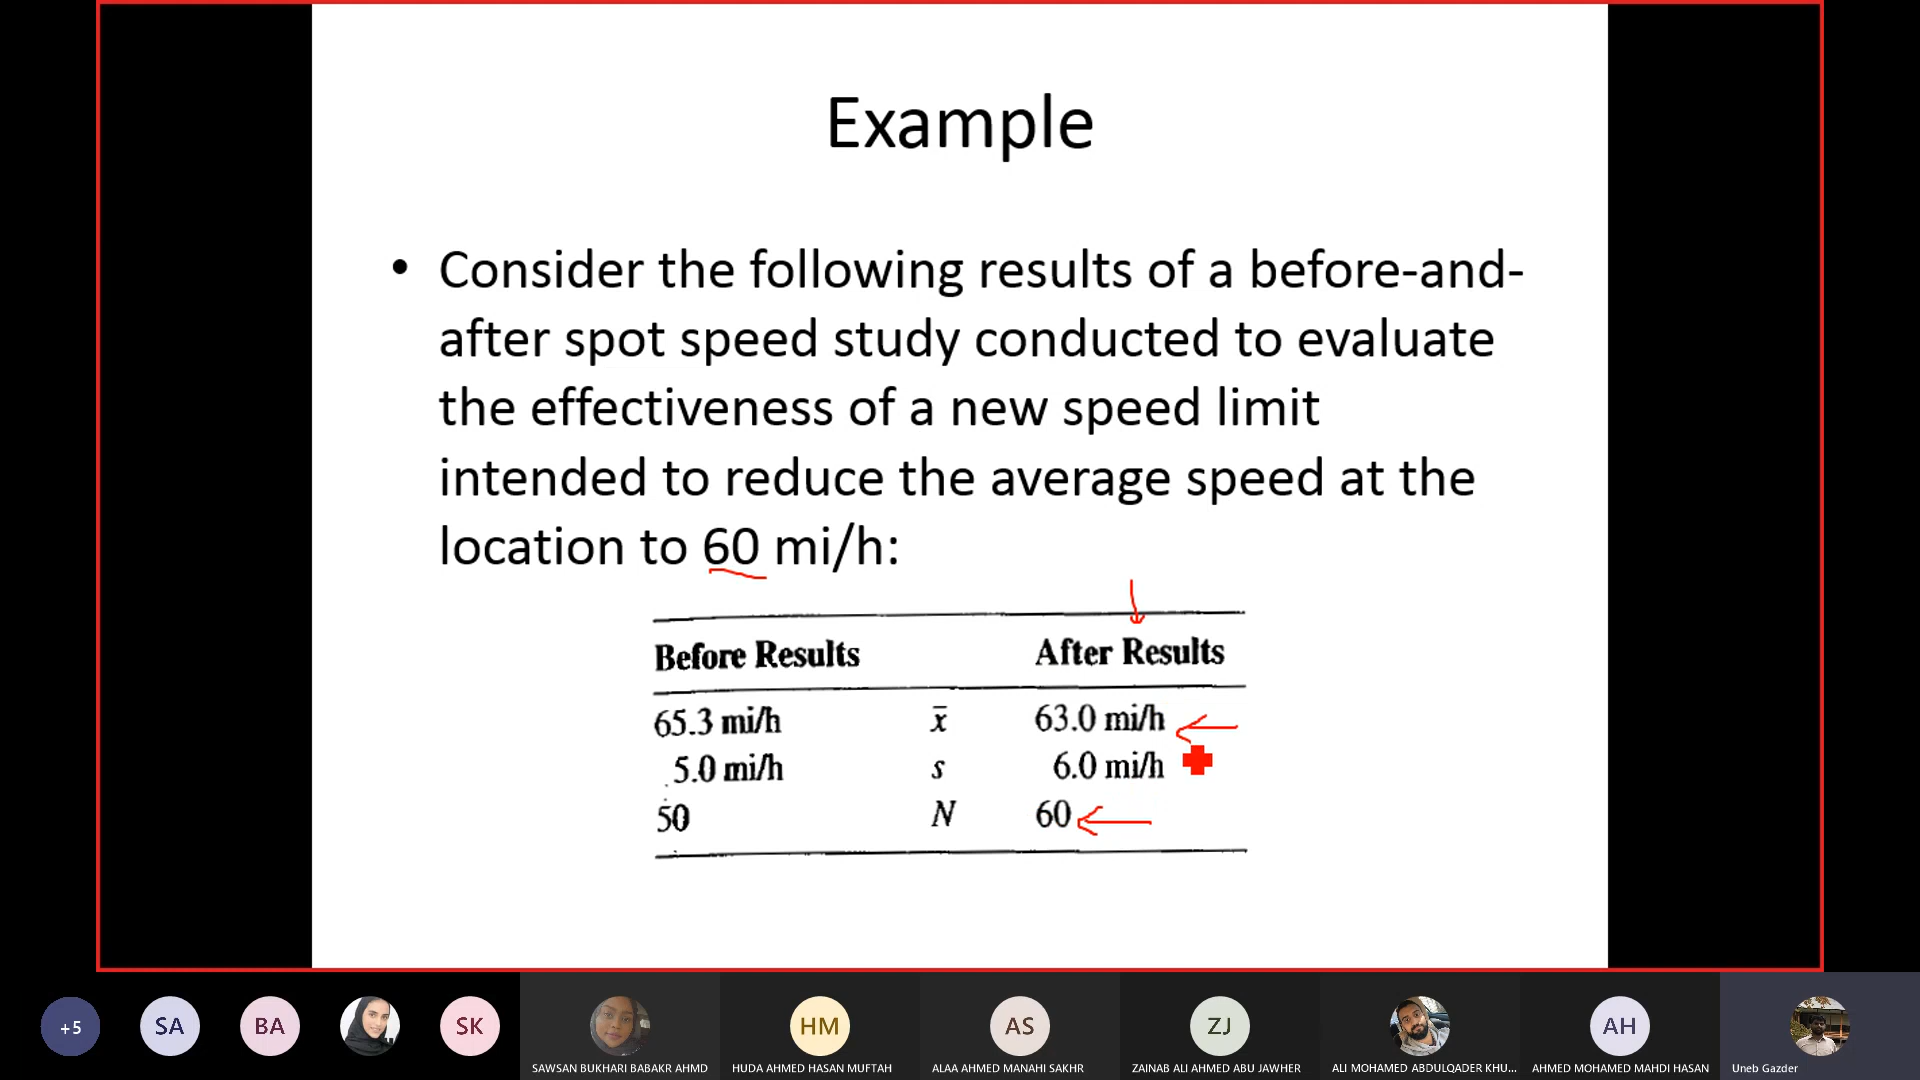 Example
• Consider the following results of a before-and-
after spot speed study conducted to evaluate
the effectiveness of a new speed limit
intended to reduce the average speed at the
location to 60 mi/h:
Before Results After Results
65.3 mi/h x̄ 63.0 mi/h
5.0 mi/h s 6.0 mi/h
50 N 60
+5 SA BA SK HM AS ZJ AH
SAWSAN BUKHARI BABAKR AHMD HUDA AHMED HASAN MUFTAH ALAA AHMED MANAHI SAKHR ZAINAB ALI AHMED ABU JAWHER ALI MOHAMED ABDULQADER KHU... AHMED MOHAMED MAHDI HASAN Uneb Gazder